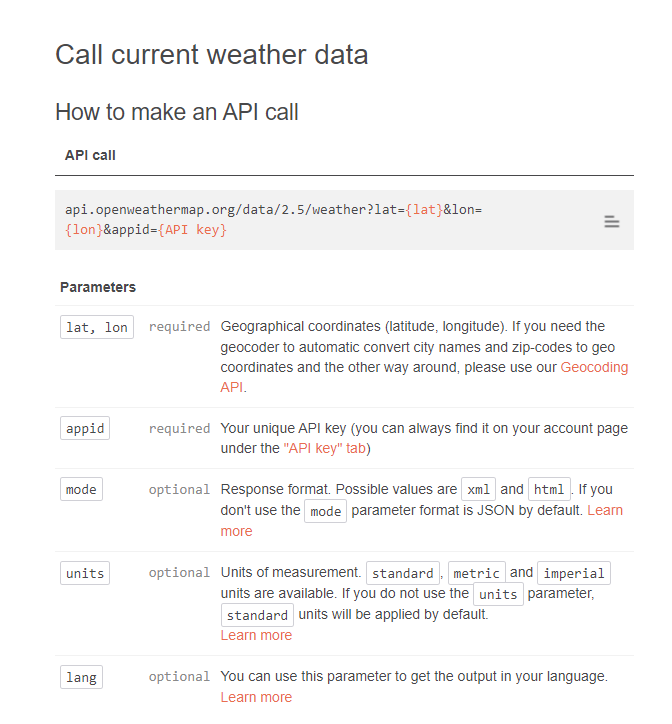 Call current weather data
How to make an API call
API call
api.openweathermap.org/data/2.5/weather?lat={lat}&lon=
{lon}&appid={API key}
Parameters
lat, lon required Geographical coordinates (latitude, longitude). If you need the
geocoder to automatic convert city names and zip-codes to geo
coordinates and the other way around, please use our Geocoding
API.
appid required Your unique API key (you can always find it on your account page
under the "API key" tab)
mode optional Response format. Possible values are xml and html. If you
don't use the mode parameter format is JSON by default. Learn
more
units optional Units of measurement. standard, metric and imperial
units are available. If you do not use the units parameter,
standard units will be applied by default.
Learn more
lang optional You can use this parameter to get the output in your language.
Learn more